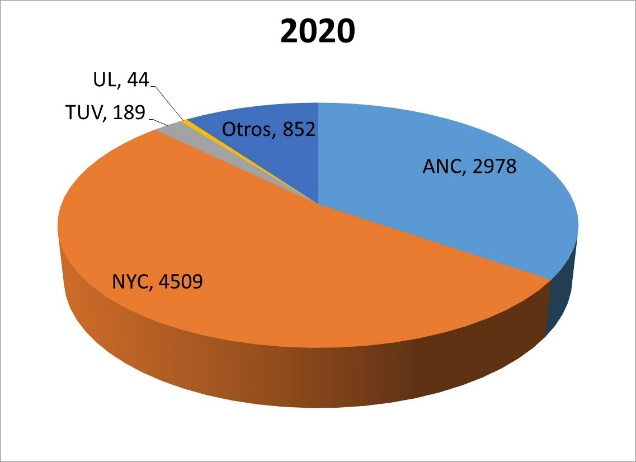 2020
UL, 44
TUV, 189
Otros, 852
ANC, 2978
NYC, 4509